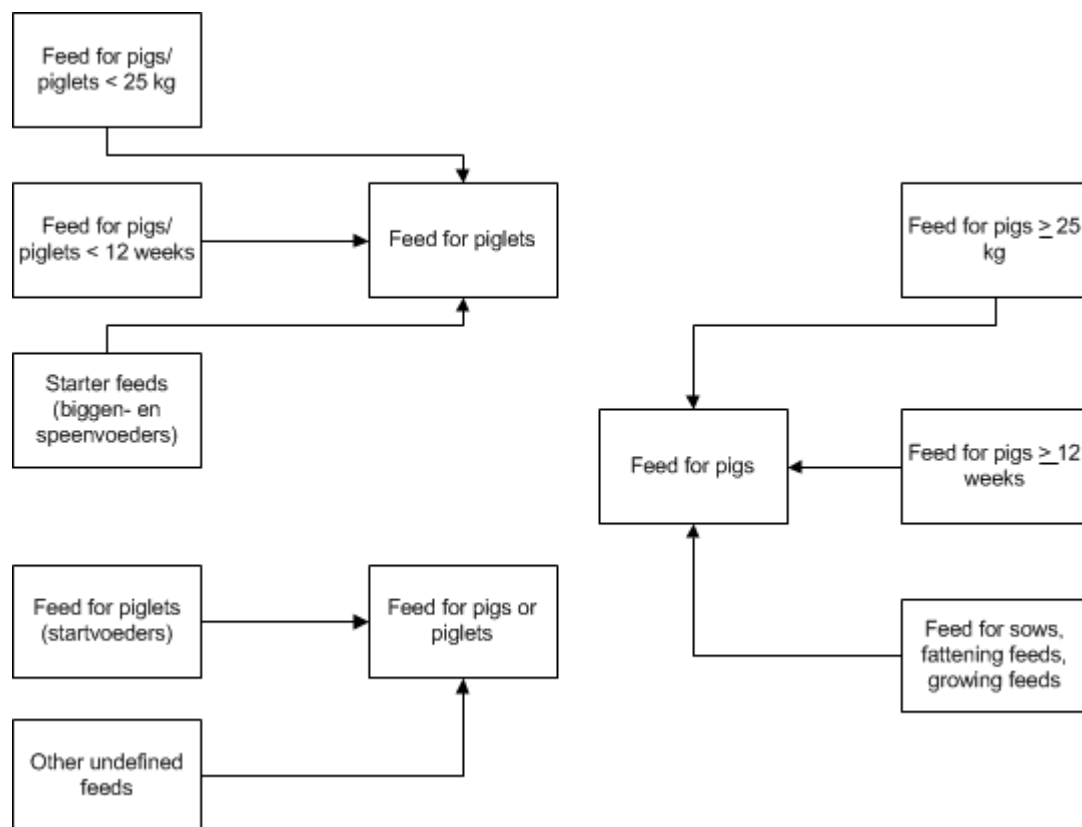 Feed for pigs/
piglets < 25 kg
Feed for pigs/
piglets < 12 weeks
Feed for piglets
Feed for pigs ≥ 25
kg
Starter feeds
(biggen- en
speenvoeders)
Feed for pigs
Feed for pigs ≥ 12
weeks
Feed for piglets
(startvoeders)
Feed for pigs or
piglets
Feed for sows,
fattening feeds,
growing feeds
Other undefined
feeds